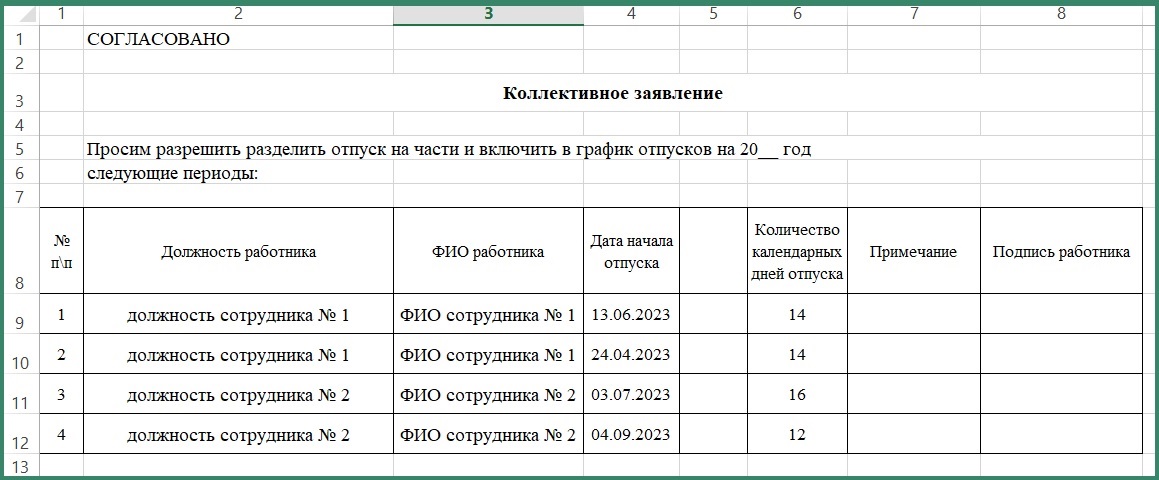 1 2 3 4 5 6 7 8
1 СОГЛАСОВАНО
2
3 Коллективное заявление
4
5 Просим разрешить разделить отпуск на части и включить в график отпусков на 20__ год
6 следующие периоды:
7
8 № п\п Должность работника ФИО работника Дата начала отпуска Количество календарных дней отпуска Примечание Подпись работника
9 1 должность сотрудника № 1 ФИО сотрудника № 1 13.06.2023 14
10 2 должность сотрудника № 1 ФИО сотрудника № 1 24.04.2023 14
11 3 должность сотрудника № 2 ФИО сотрудника № 2 03.07.2023 16
12 4 должность сотрудника № 2 ФИО сотрудника № 2 04.09.2023 12
13